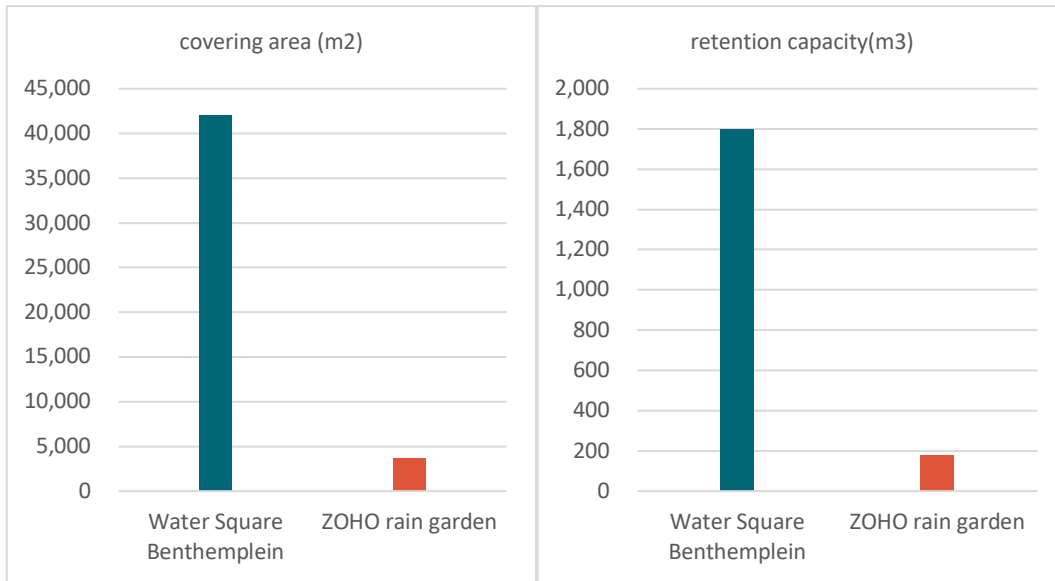 covering area (m2)
45,000
40,000
35,000
30,000
25,000
20,000
15,000
10,000
5,000
0
Water Square
Benthemplein
ZOHO rain garden
retention capacity(m3)
2,000
1,800
1,600
1,400
1,200
1,000
800
600
400
200
0
Water Square
Benthemplein
ZOHO rain garden